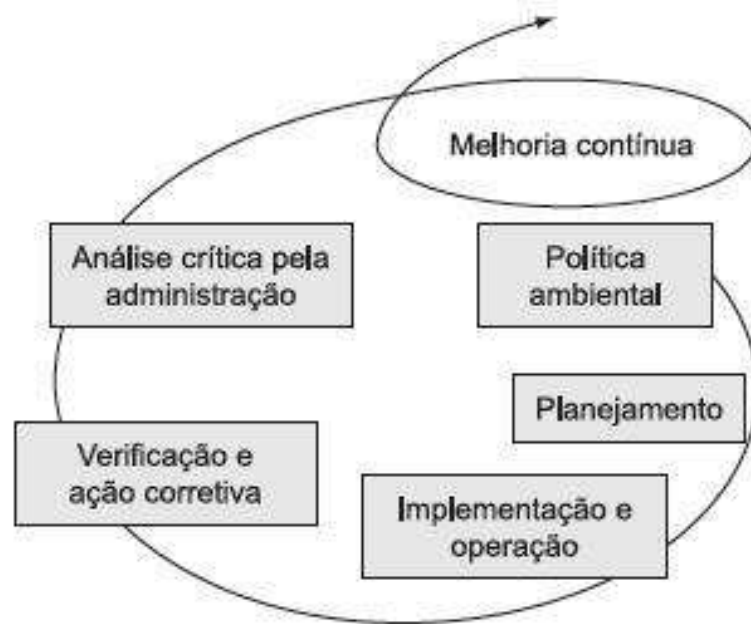 Melhoria contínua
Análise crítica pela
administração
Política
ambiental
Planejamento
Verificação e
ação corretiva
Implementação e
operação